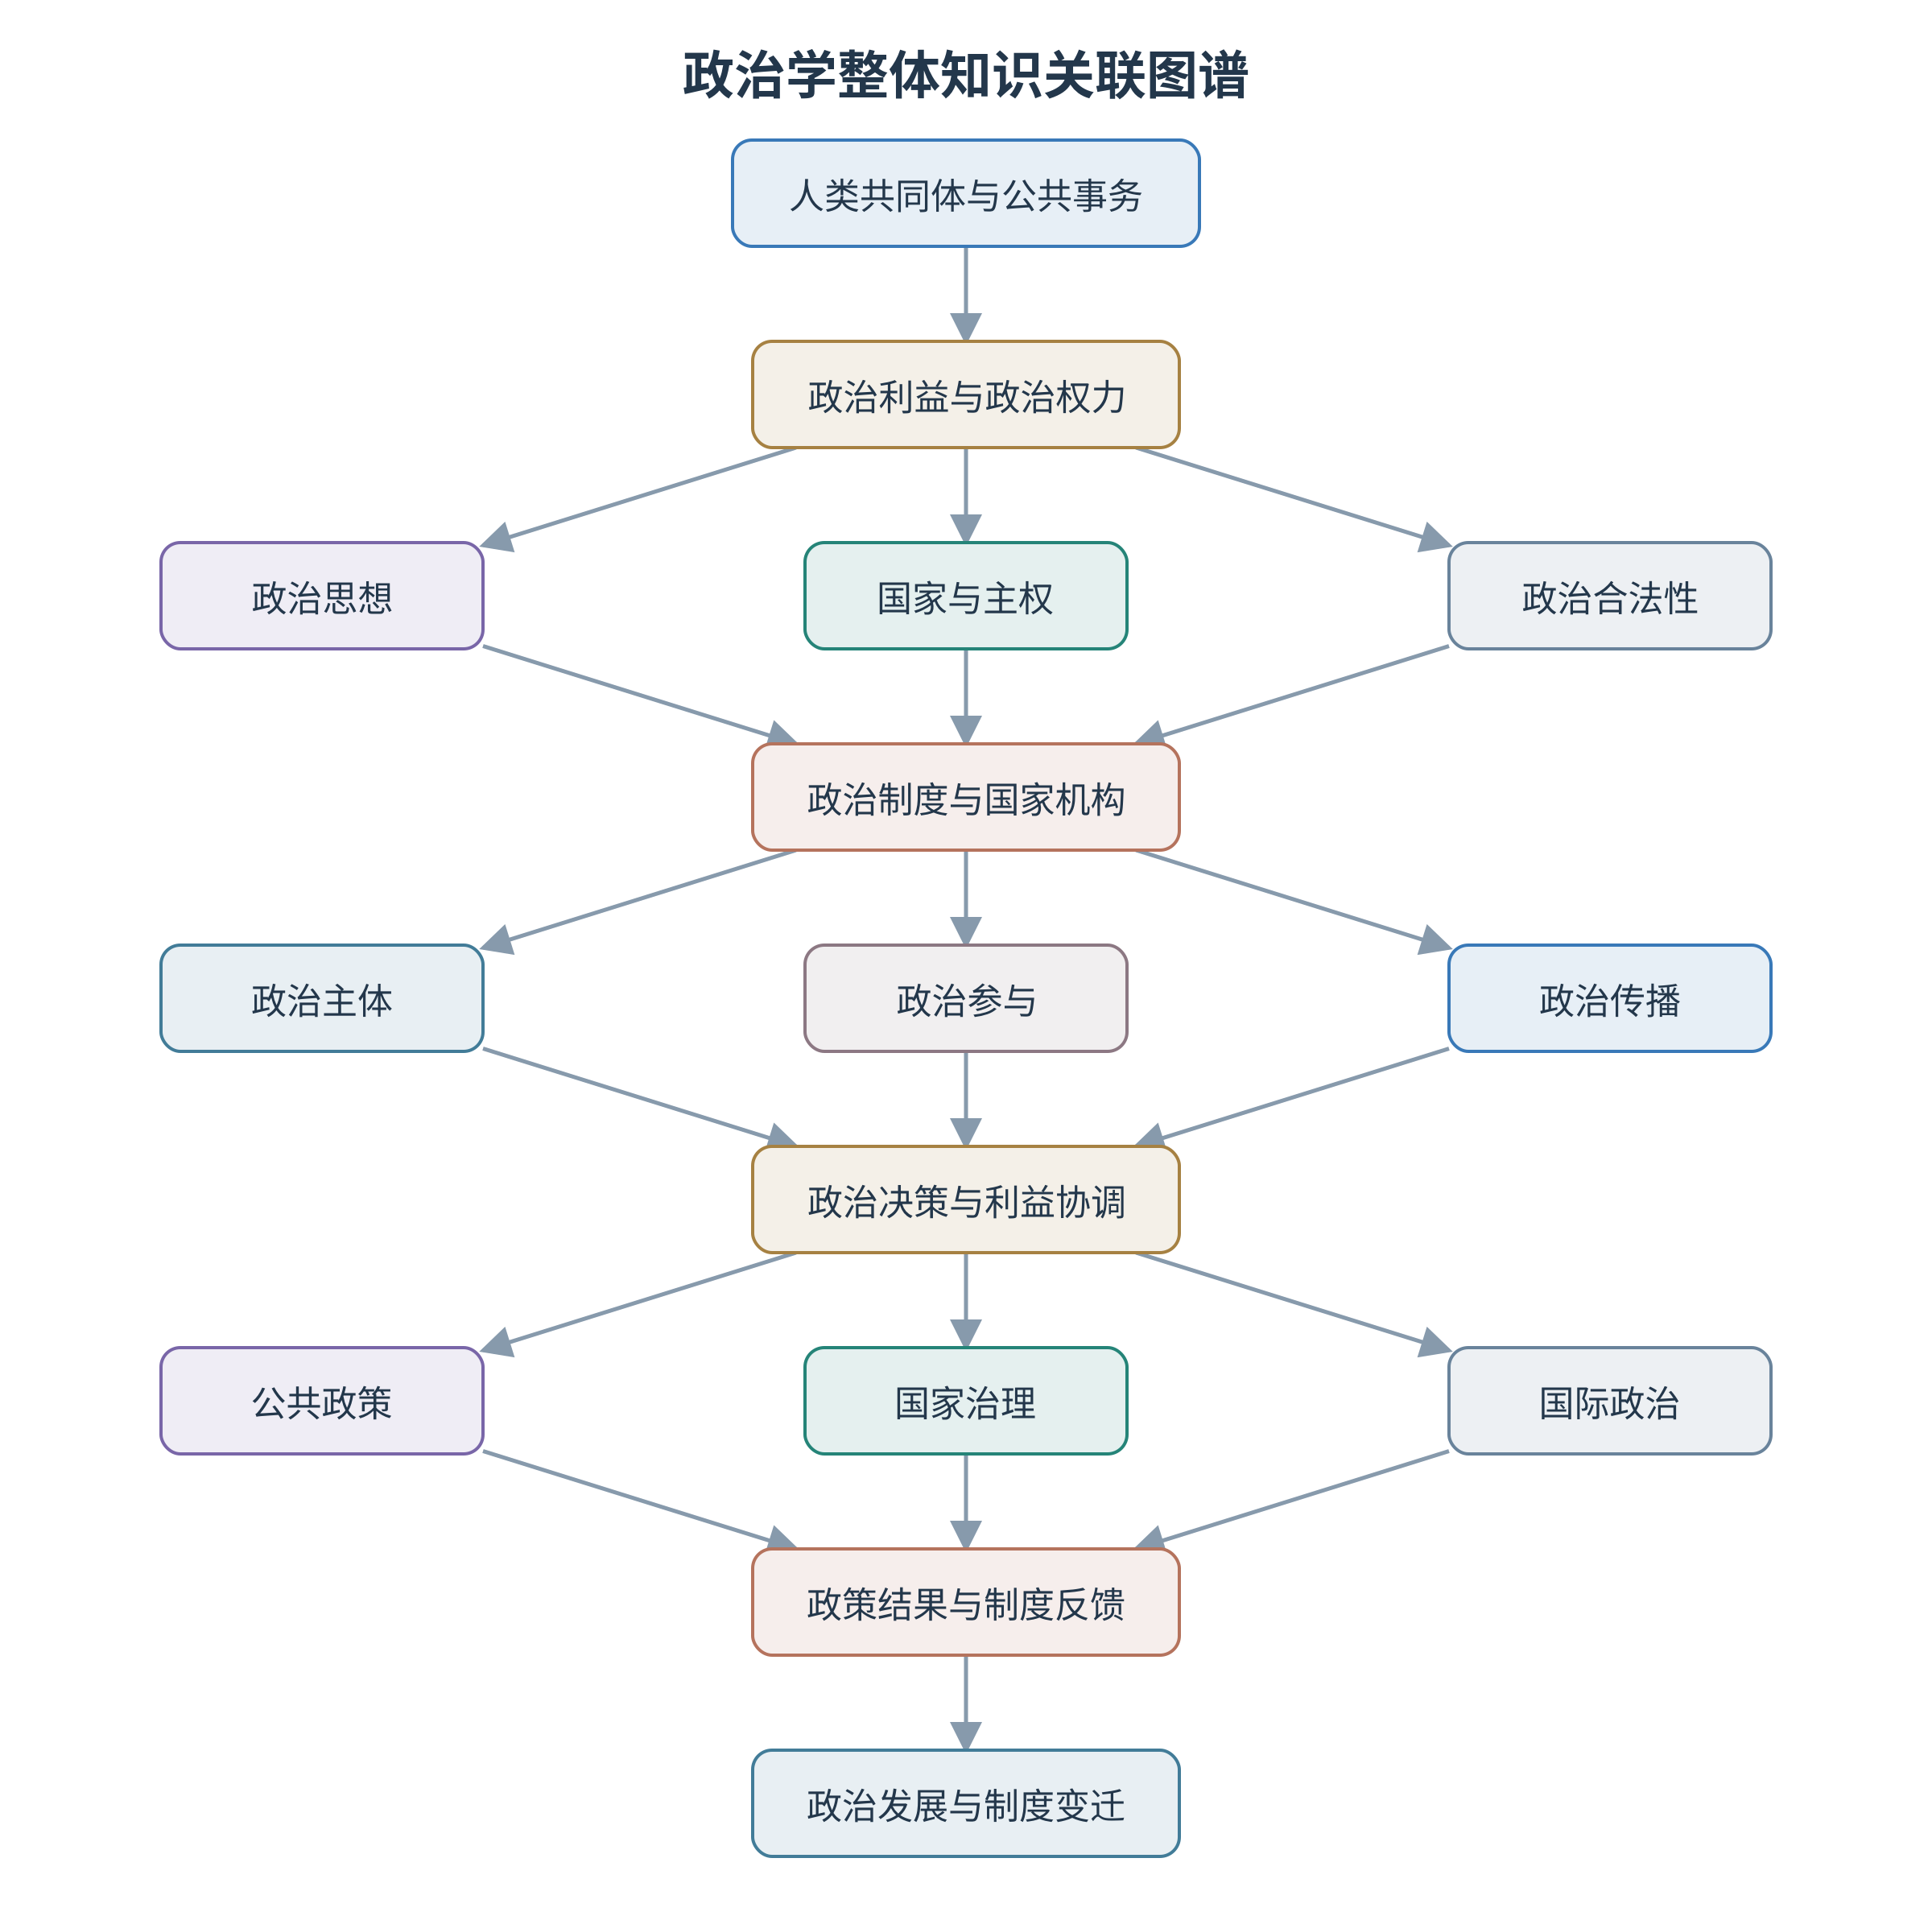 政治学整体知识关联图谱
人类共同体与公共事务
政治利益与政治权力
政治思想
国家与主权
政治合法性
政治制度与国家机构
政治主体
政治参与
政治传播
政治决策与利益协调
公共政策
国家治理
国际政治
政策结果与制度反馈
政治发展与制度变迁